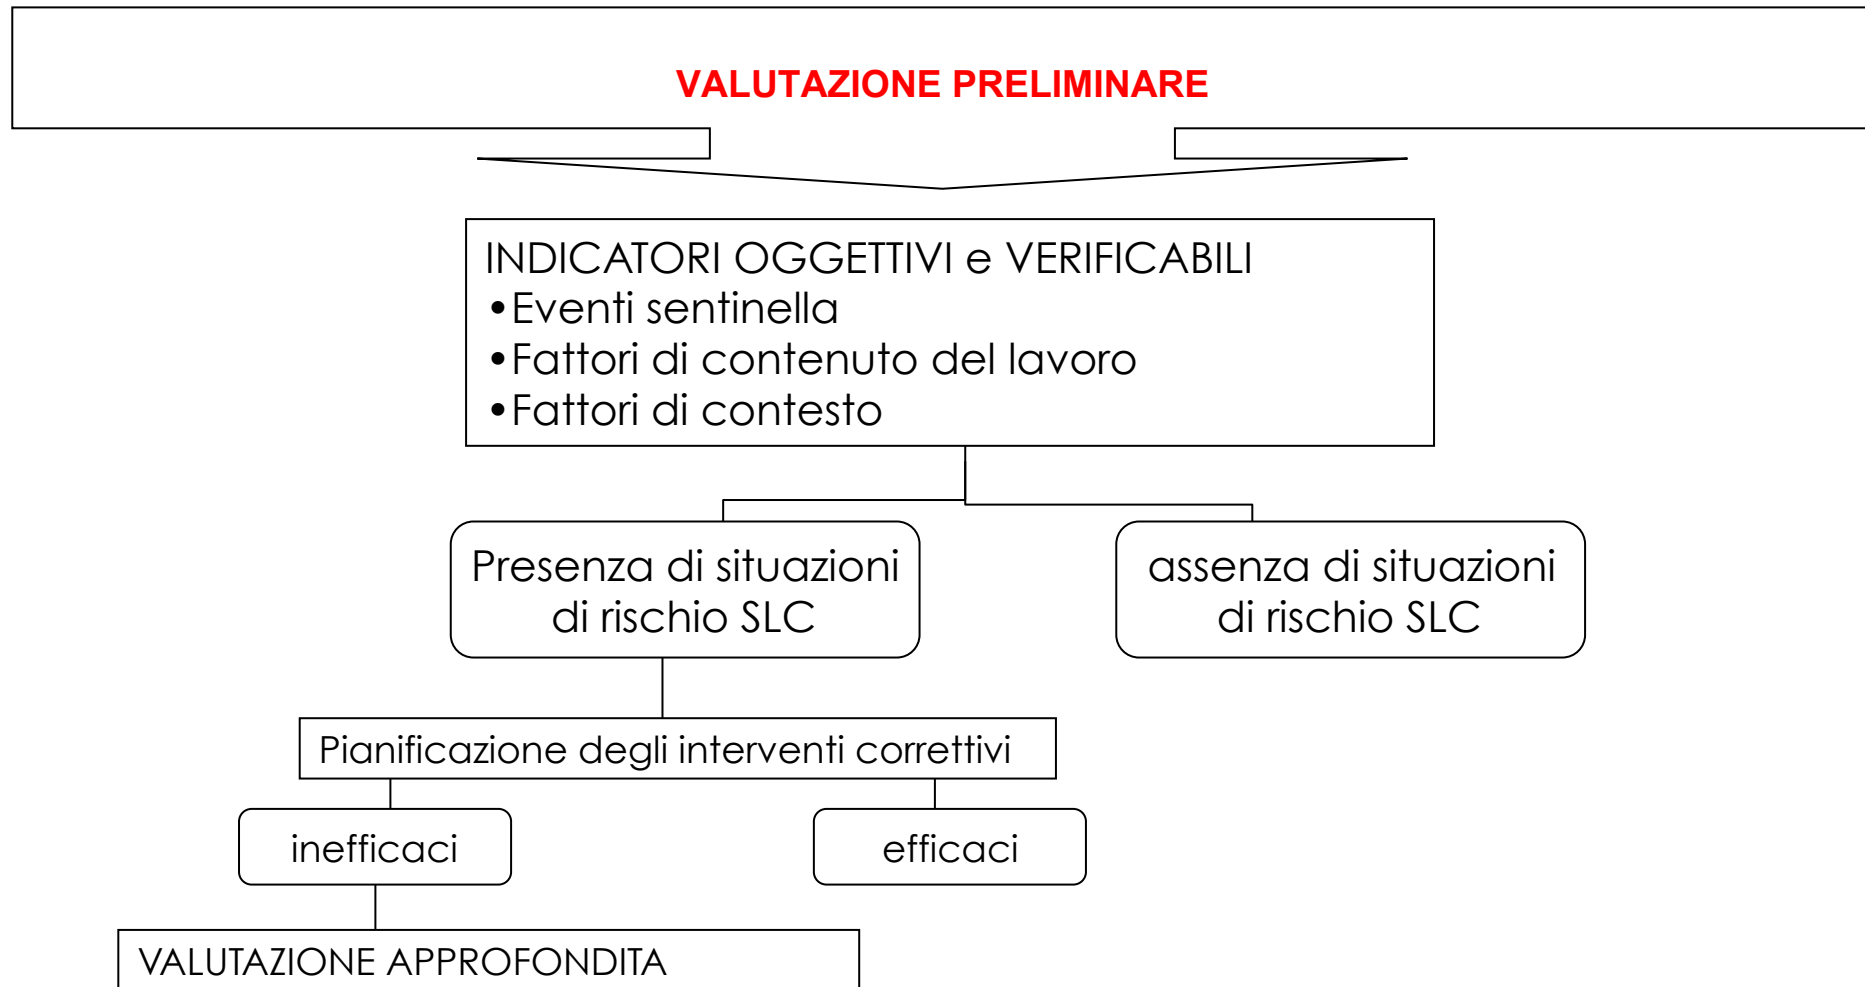 VALUTAZIONE PRELIMINARE
INDICATORI OGGETTIVI e VERIFICABILI
•Eventi sentinella
•Fattori di contenuto del lavoro
•Fattori di contesto
Presenza di situazioni
di rischio SLC
assenza di situazioni
di rischio SLC
Pianificazione degli interventi correttivi
inefficaci
efficaci
VALUTAZIONE APPROFONDITA